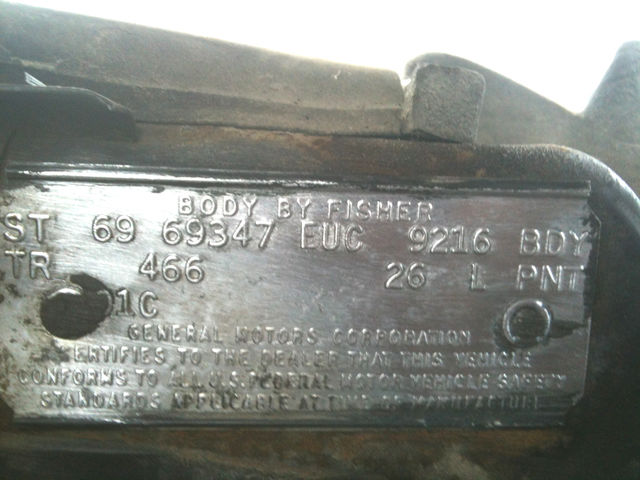 BODY BY FISHER
ST 69 69347 EUC 9216 BDY
TR 466 26 L PNT
01C
GENERAL MOTORS CORPORATION
CERTIFIES TO THE DEALER THAT THIS VEHICLE
CONFORMS TO ALL U.S. FEDERAL MOTOR VEHICLE SAFETY
STANDARDS APPLICABLE AT TIME OF MANUFACTURE